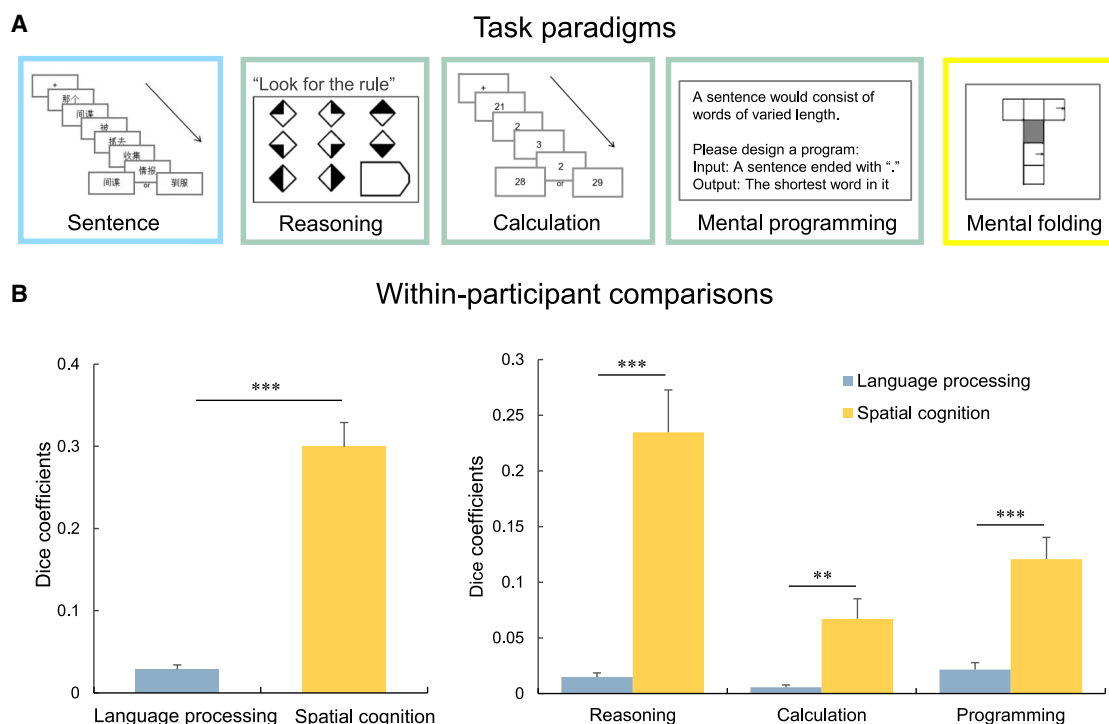 A
Task paradigms
+
那个
间谍
被
抓去
收集
情报
间谍
or
驯服
Sentence
“Look for the rule”
Reasoning
+
21
2
3
2
28
or
29
Calculation
A sentence would consist of
words of varied length.
Please design a program:
Input: A sentence ended with “.”
Output: The shortest word in it
Mental programming
Mental folding
B
Within-participant comparisons
Dice coefficients
0.4
0.3
0.2
0.1
0
***
Language processing
Spatial cognition
Dice coefficients
0.3
0.25
0.2
0.15
0.1
0.05
0
***
**
***
Language processing
Spatial cognition
Reasoning
Calculation
Programming